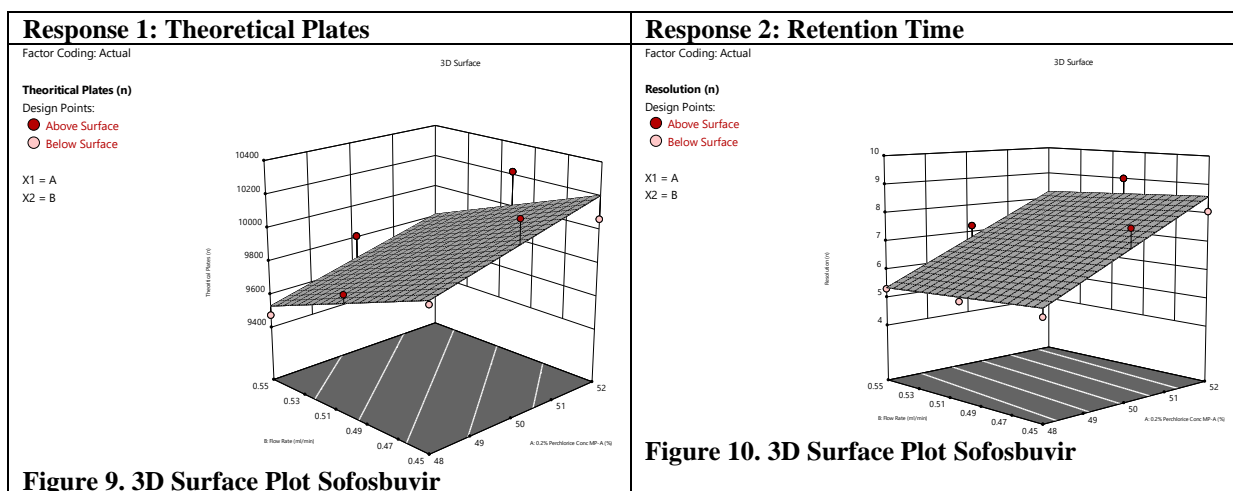 Response 1: Theoretical Plates
Factor Coding: Actual
3D Surface
Theoritical Plates (n)
Design Points:
Above Surface
Below Surface
X1 = A
X2 = B
10400
10200
10000
9800
9600
9400
Theoritical Plates (n)
0.55
0.53
0.51
0.49
0.47
0.45
B: Flow Rate (ml/min)
48
49
50
51
52
A: 0.2% Perchlorice Conc MP-A (%)
Figure 9. 3D Surface Plot Sofosbuvir
Response 2: Retention Time
Factor Coding: Actual
3D Surface
Resolution (n)
Design Points:
Above Surface
Below Surface
X1 = A
X2 = B
10
9
8
7
6
5
4
Resolution (n)
0.55
0.53
0.51
0.49
0.47
0.45
B: Flow Rate (ml/min)
48
49
50
51
52
A: 0.2% Perchlorice Conc MP-A (%)
Figure 10. 3D Surface Plot Sofosbuvir